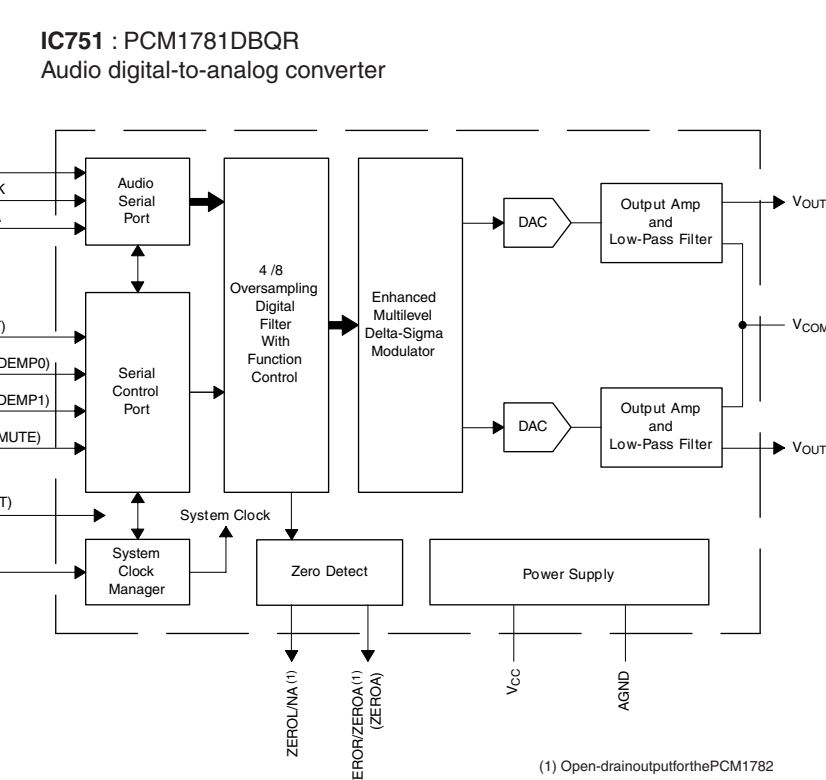 IC751 : PCM1781DBQR
Audio digital-to-analog converter
Audio
Serial
Port
K
4 /8
Oversampling
Digital
Filter
With
Function
Control
Enhanced
Multilevel
Delta-Sigma
Modulator
DAC
Output Amp
and
Low-Pass Filter
VOUT
VCOM
DAC
Output Amp
and
Low-Pass Filter
VOUT
)
DEMP0)
DEMP1)
MUTE)
T)
Serial
Control
Port
System Clock
System
Clock
Manager
Zero Detect
Power Supply
ZEROL/NA (1)
EROR/ZEROA (1)
(ZEROA)
VCC
AGND
(1) Open-drainoutputforthePCM1782